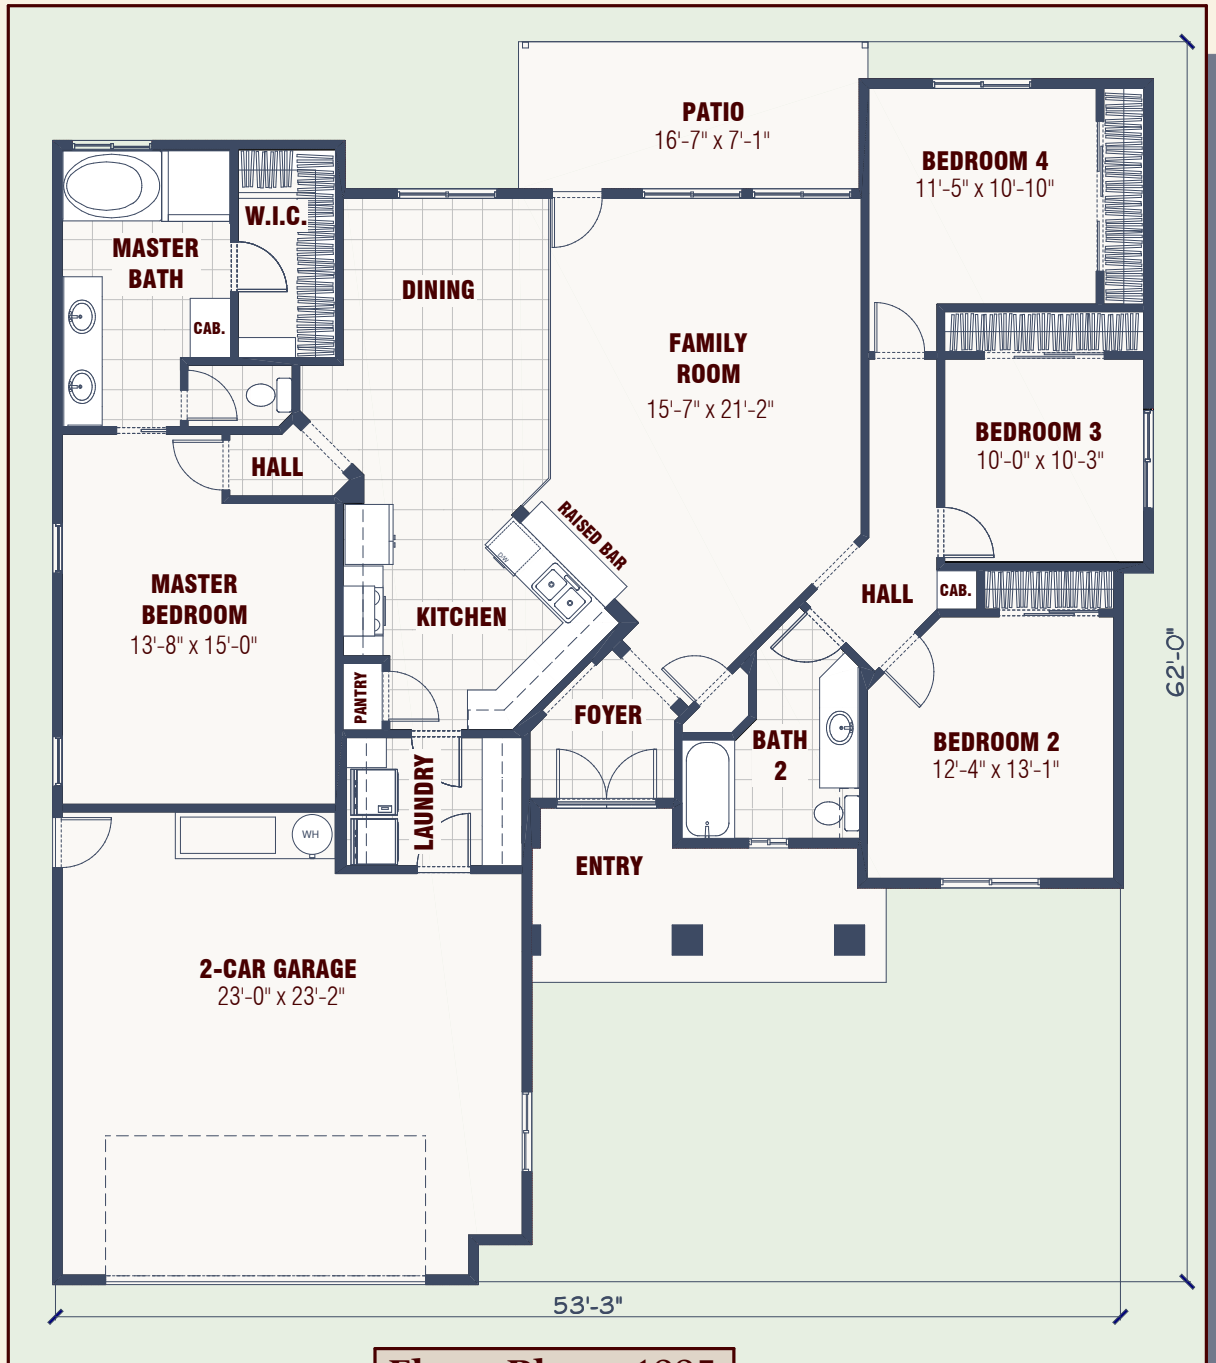 PATIO
16'-7" x 7'-1"
BEDROOM 4
11'-5" x 10'-10"
W.I.C.
MASTER
BATH
CAB.
DINING
FAMILY
ROOM
15'-7" x 21'-2"
BEDROOM 3
10'-0" x 10'-3"
HALL
RAISED BAR
D/W
MASTER
BEDROOM
13'-8" x 15'-0"
KITCHEN
HALL
CAB.
62'-0"
PANTRY
FOYER
BATH
2
BEDROOM 2
12'-4" x 13'-1"
LAUNDRY
WH
ENTRY
2-CAR GARAGE
23'-0" x 23'-2"
53'-3"